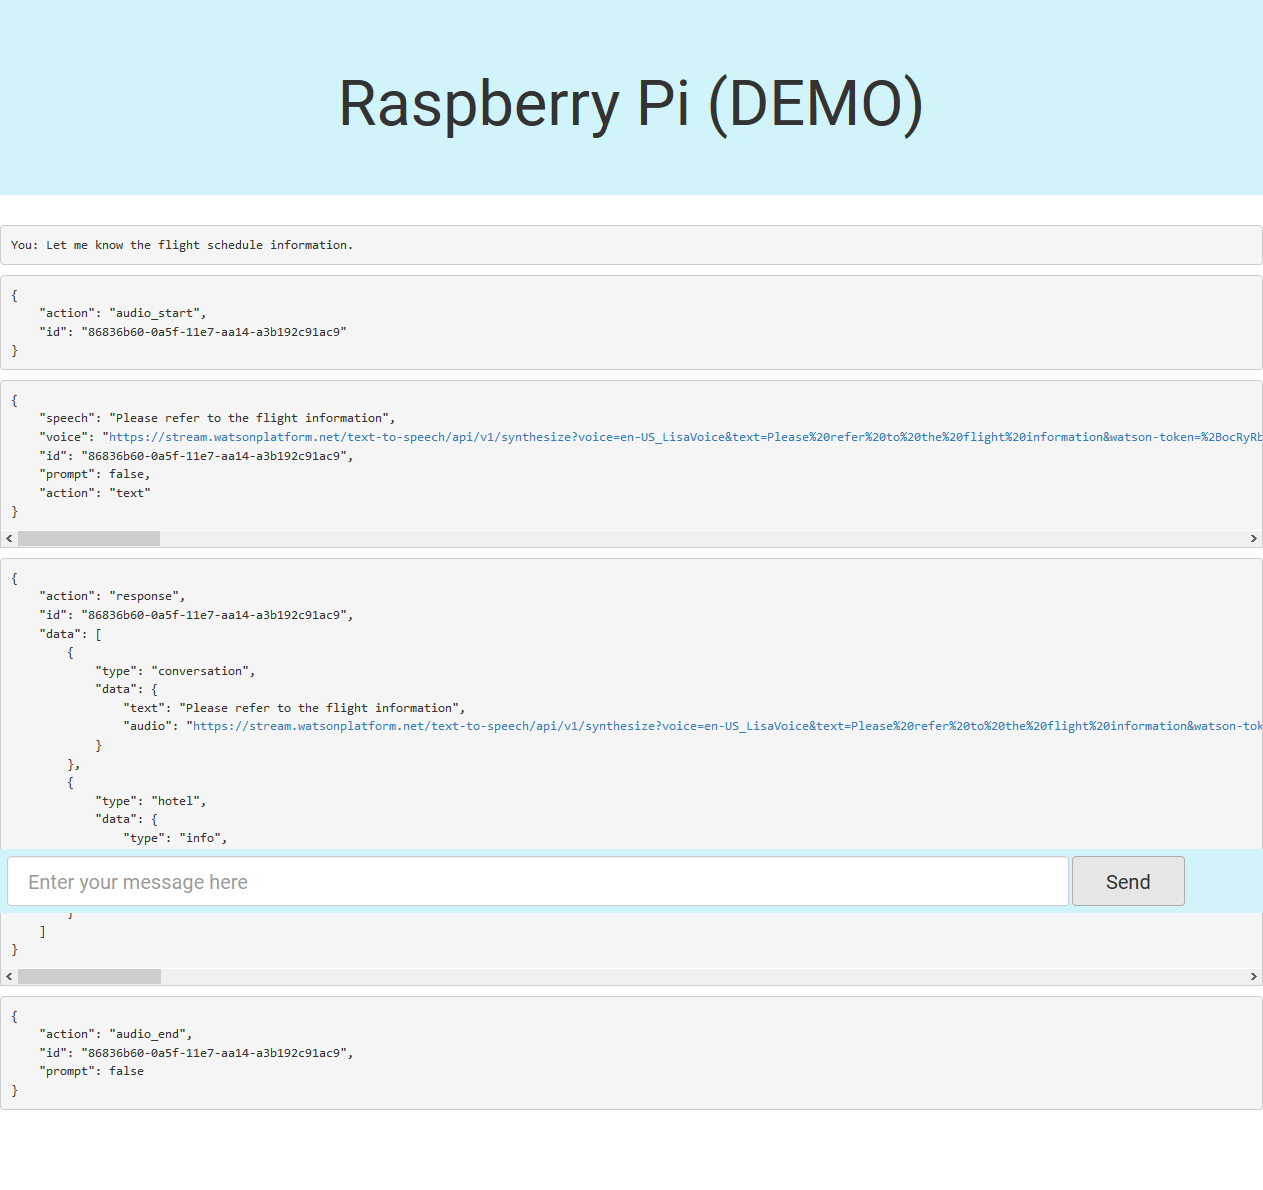 Raspberry Pi (DEMO)
You: Let me know the flight schedule information.
{
    "action": "audio_start",
    "id": "86836b60-0a5f-11e7-aa14-a3b192c91ac9"
}
{
    "speech": "Please refer to the flight information",
    "voice": "https://stream.watsonplatform.net/text-to-speech/api/v1/synthesize?voice=en-US_LisaVoice&text=Please%20refer%20to%20the%20flight%20information&watson-token=%2BocRyRb
    "id": "86836b60-0a5f-11e7-aa14-a3b192c91ac9",
    "prompt": false,
    "action": "text"
}
{
    "action": "response",
    "id": "86836b60-0a5f-11e7-aa14-a3b192c91ac9",
    "data": [
        {
            "type": "conversation",
            "data": {
                "text": "Please refer to the flight information",
                "audio": "https://stream.watsonplatform.net/text-to-speech/api/v1/synthesize?voice=en-US_LisaVoice&text=Please%20refer%20to%20the%20flight%20information&watson-tok
            }
        },
        {
            "type": "hotel",
            "data": {
                "type": "info",
Enter your message here Send
        }
    ]
}
{
    "action": "audio_end",
    "id": "86836b60-0a5f-11e7-aa14-a3b192c91ac9",
    "prompt": false
}